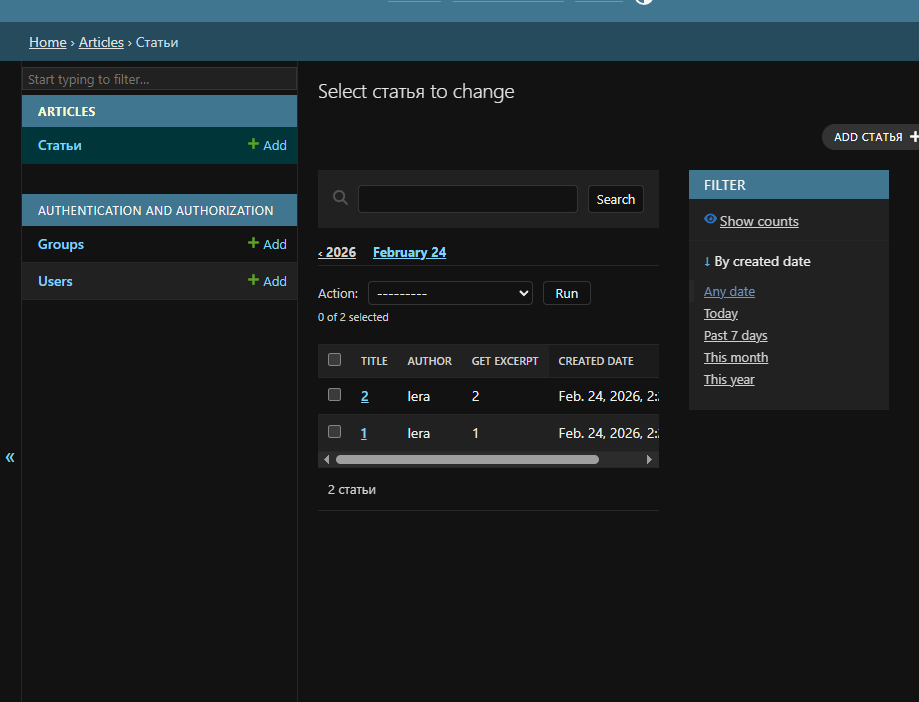 Home › Articles › Статьи
Start typing to filter...
ARTICLES
Статьи
Add
AUTHENTICATION AND AUTHORIZATION
Groups
Add
Users
Add
«
Select статья to change
ADD СТАТЬЯ
Search
‹ 2026 February 24
Action: --------- Run
0 of 2 selected
TITLE AUTHOR GET EXCERPT CREATED DATE
2 lera 2 Feb. 24, 2026, 2:
1 lera 1 Feb. 24, 2026, 2:
2 статьи
FILTER
Show counts
↓ By created date
Any date
Today
Past 7 days
This month
This year